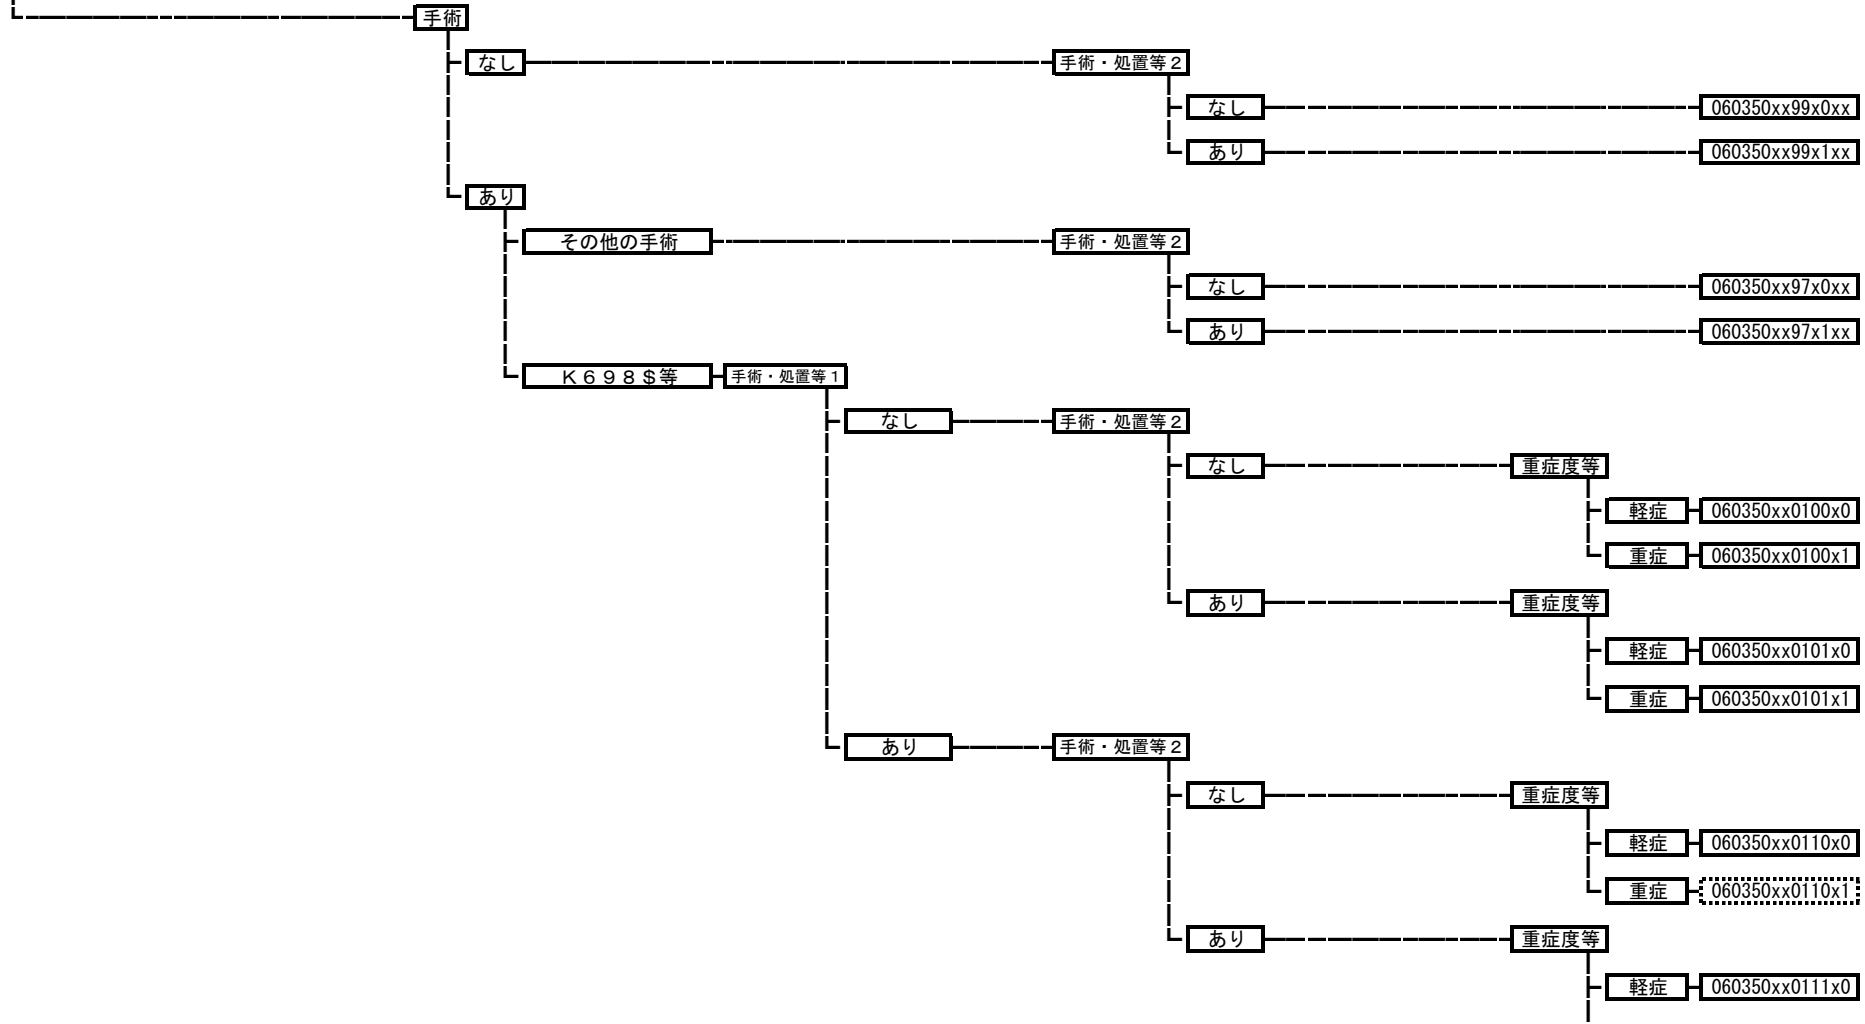 手術
なし 手術・処置等２
なし 060350xx99x0xx
あり 060350xx99x1xx
あり
その他の手術 手術・処置等２
なし 060350xx97x0xx
あり 060350xx97x1xx
Ｋ６９８＄等 手術・処置等１
なし 手術・処置等２
なし 重症度等
軽症 060350xx0100x0
重症 060350xx0100x1
あり 重症度等
軽症 060350xx0101x0
重症 060350xx0101x1
あり 手術・処置等２
なし 重症度等
軽症 060350xx0110x0
重症 060350xx0110x1
あり 重症度等
軽症 060350xx0111x0